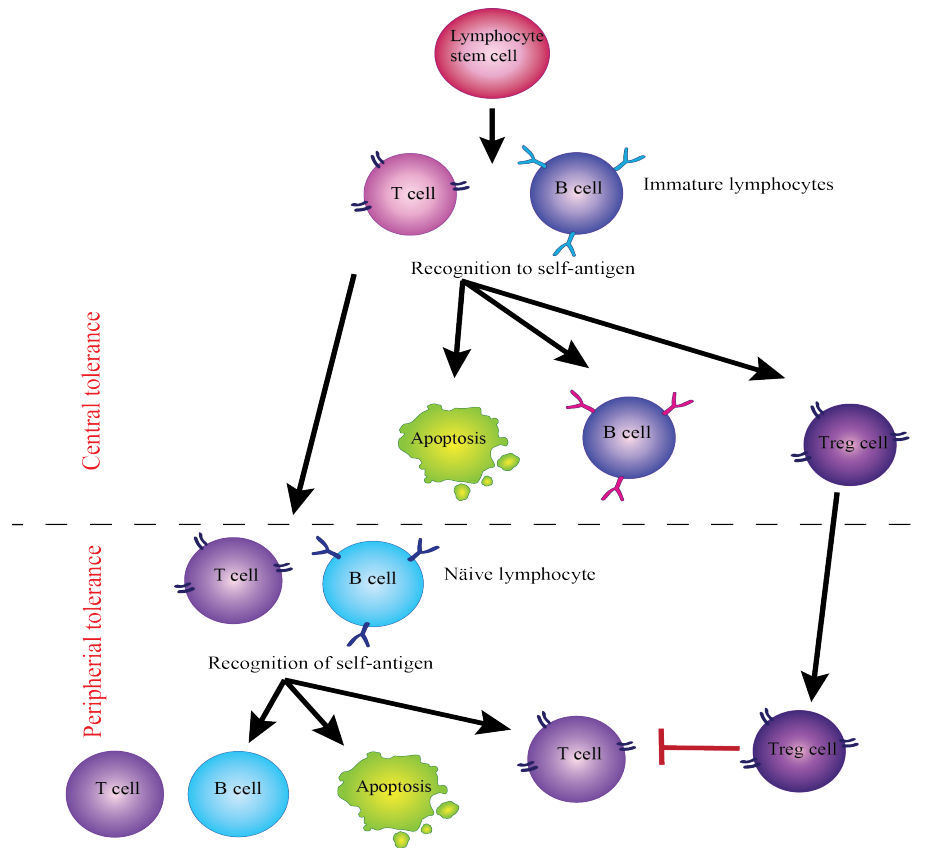 Lymphocyte
stem cell
T cell
B cell
Immature lymphocytes
Recognition to self-antigen
Central tolerance
Apoptosis
B cell
Treg cell
Peripherial tolerance
T cell
B cell
Näive lymphocyte
Recognition of self-antigen
T cell
B cell
Apoptosis
T cell
Treg cell